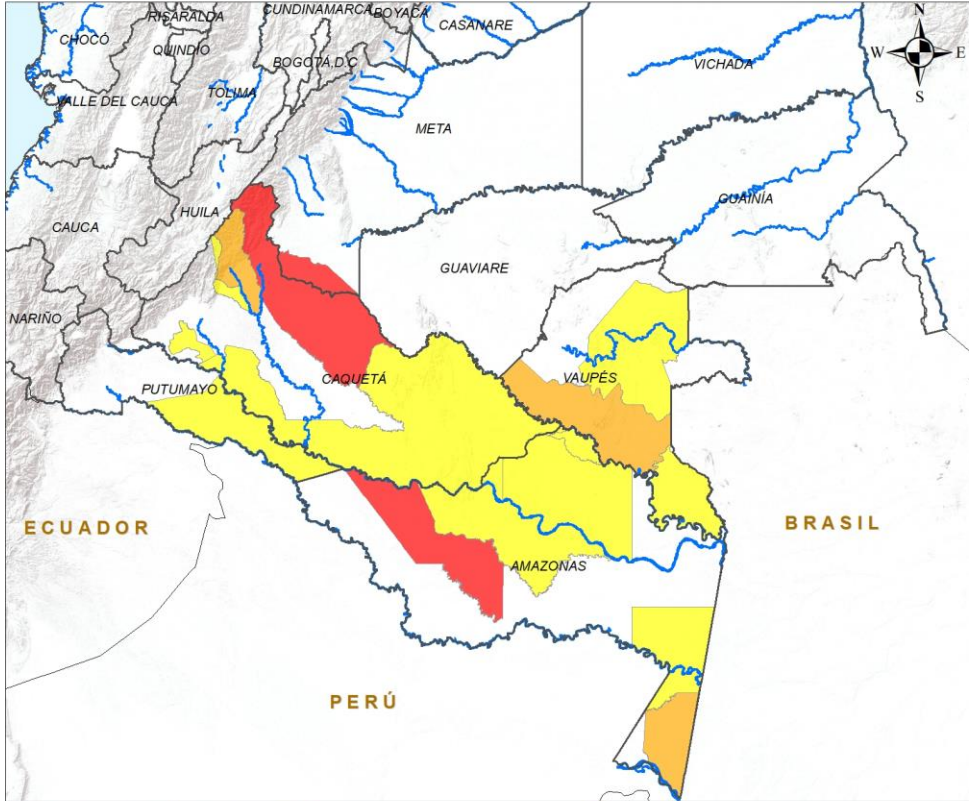 CUNDINAMARCA
BOYACÁ
N
RISARALDA
CASANARE
CHOCÓ
QUINDÍO
W
E
BOGOTÁ,D.C
VICHADA
TOLIMA
S
VALLE DEL CAUCA
META
GUAINÍA
HUILA
CAUCA
GUAVIARE
NARIÑO
CAQUETÁ
VAUPÉS
PUTUMAYO
ECUADOR
BRASIL
AMAZONAS
PERÚ